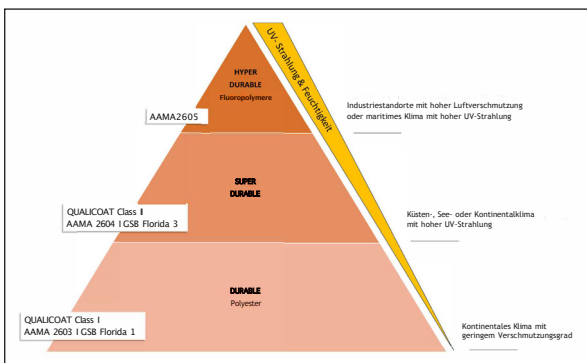 UV- Strahlung & Feuchtigkeit
HYPER
DURABLE
Fluoropolymere
AAMA2605
Industriestandorte mit hoher Luftverschmutzung
oder maritimes Klima mit hoher UV-Strahlung
SUPER
DURABLE
QUALICOAT Class II
AAMA 2604 I GSB Florida 3
Küsten-, See- oder Kontinentalklima
mit hoher UV-Strahlung
DURABLE
Polyester
QUALICOAT Class I
AAMA 2603 I GSB Florida 1
Kontinentales Klima mit
geringem Verschmutzungsgrad